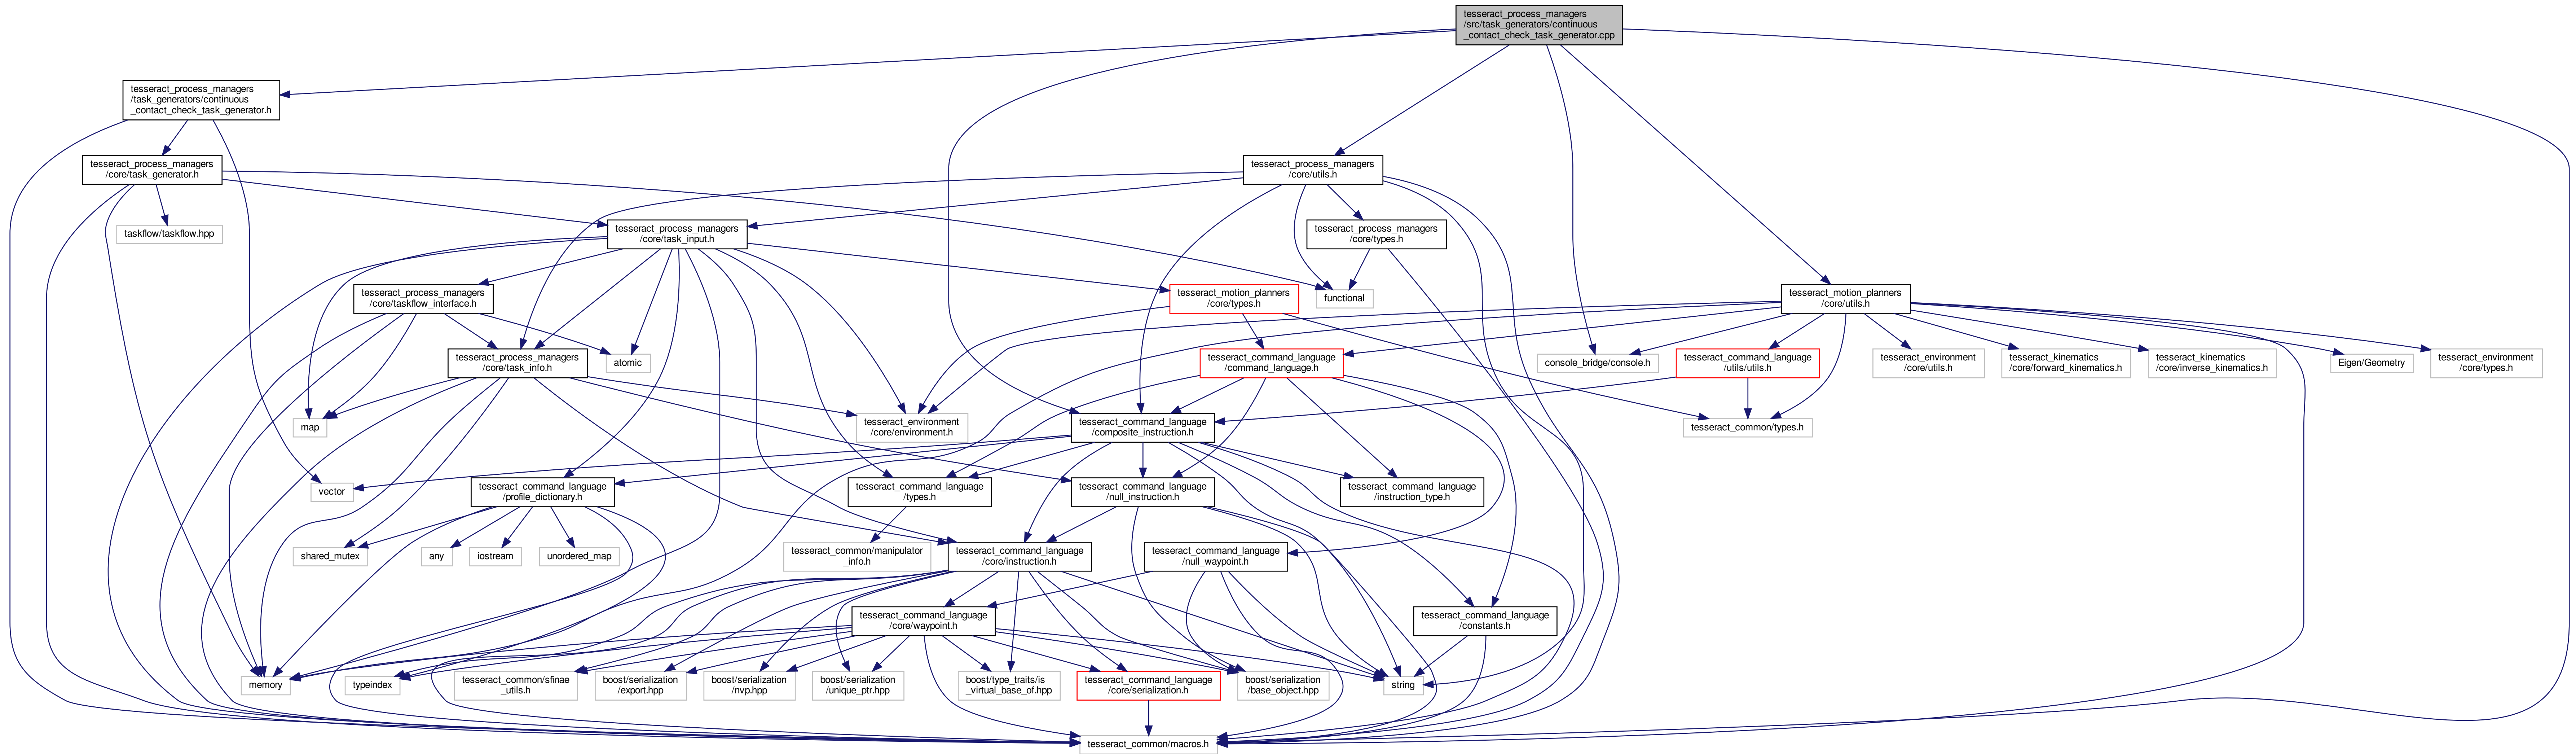 tesseract_process_managers
/src/task_generators/continuous
_contact_check_task_generator.cpp
tesseract_process_managers
/task_generators/continuous
_contact_check_task_generator.h
tesseract_process_managers
/core/task_generator.h
tesseract_process_managers
/core/utils.h
taskflow/taskflow.hpp
tesseract_process_managers
/core/task_input.h
tesseract_process_managers
/core/types.h
tesseract_process_managers
/core/taskflow_interface.h
tesseract_motion_planners
/core/types.h
functional
tesseract_motion_planners
/core/utils.h
tesseract_process_managers
/core/task_info.h
atomic
tesseract_command_language
/command_language.h
console_bridge/console.h
tesseract_command_language
/utils/utils.h
tesseract_environment
/core/utils.h
tesseract_kinematics
/core/forward_kinematics.h
tesseract_kinematics
/core/inverse_kinematics.h
Eigen/Geometry
tesseract_environment
/core/types.h
map
tesseract_environment
/core/environment.h
tesseract_command_language
/composite_instruction.h
tesseract_common/types.h
vector
tesseract_command_language
/profile_dictionary.h
tesseract_command_language
/types.h
tesseract_command_language
/null_instruction.h
tesseract_command_language
/instruction_type.h
shared_mutex
any
iostream
unordered_map
tesseract_common/manipulator
_info.h
tesseract_command_language
/core/instruction.h
tesseract_command_language
/null_waypoint.h
tesseract_command_language
/core/waypoint.h
tesseract_command_language
/constants.h
memory
typeindex
tesseract_common/sfinae
_utils.h
boost/serialization
/export.hpp
boost/serialization
/nvp.hpp
boost/serialization
/unique_ptr.hpp
boost/type_traits/is
_virtual_base_of.hpp
tesseract_command_language
/core/serialization.h
boost/serialization
/base_object.hpp
string
tesseract_common/macros.h